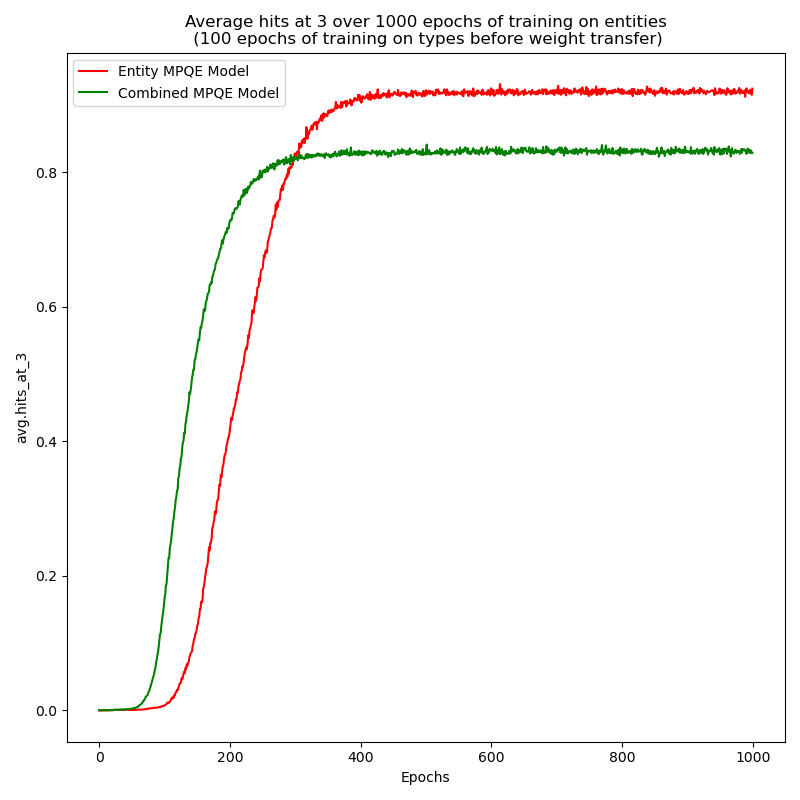 Average hits at 3 over 1000 epochs of training on entities
(100 epochs of training on types before weight transfer)
Entity MPQE Model
Combined MPQE Model
avg.hits_at_3
0.8
0.6
0.4
0.2
0.0
0 200 400 600 800 1000
Epochs